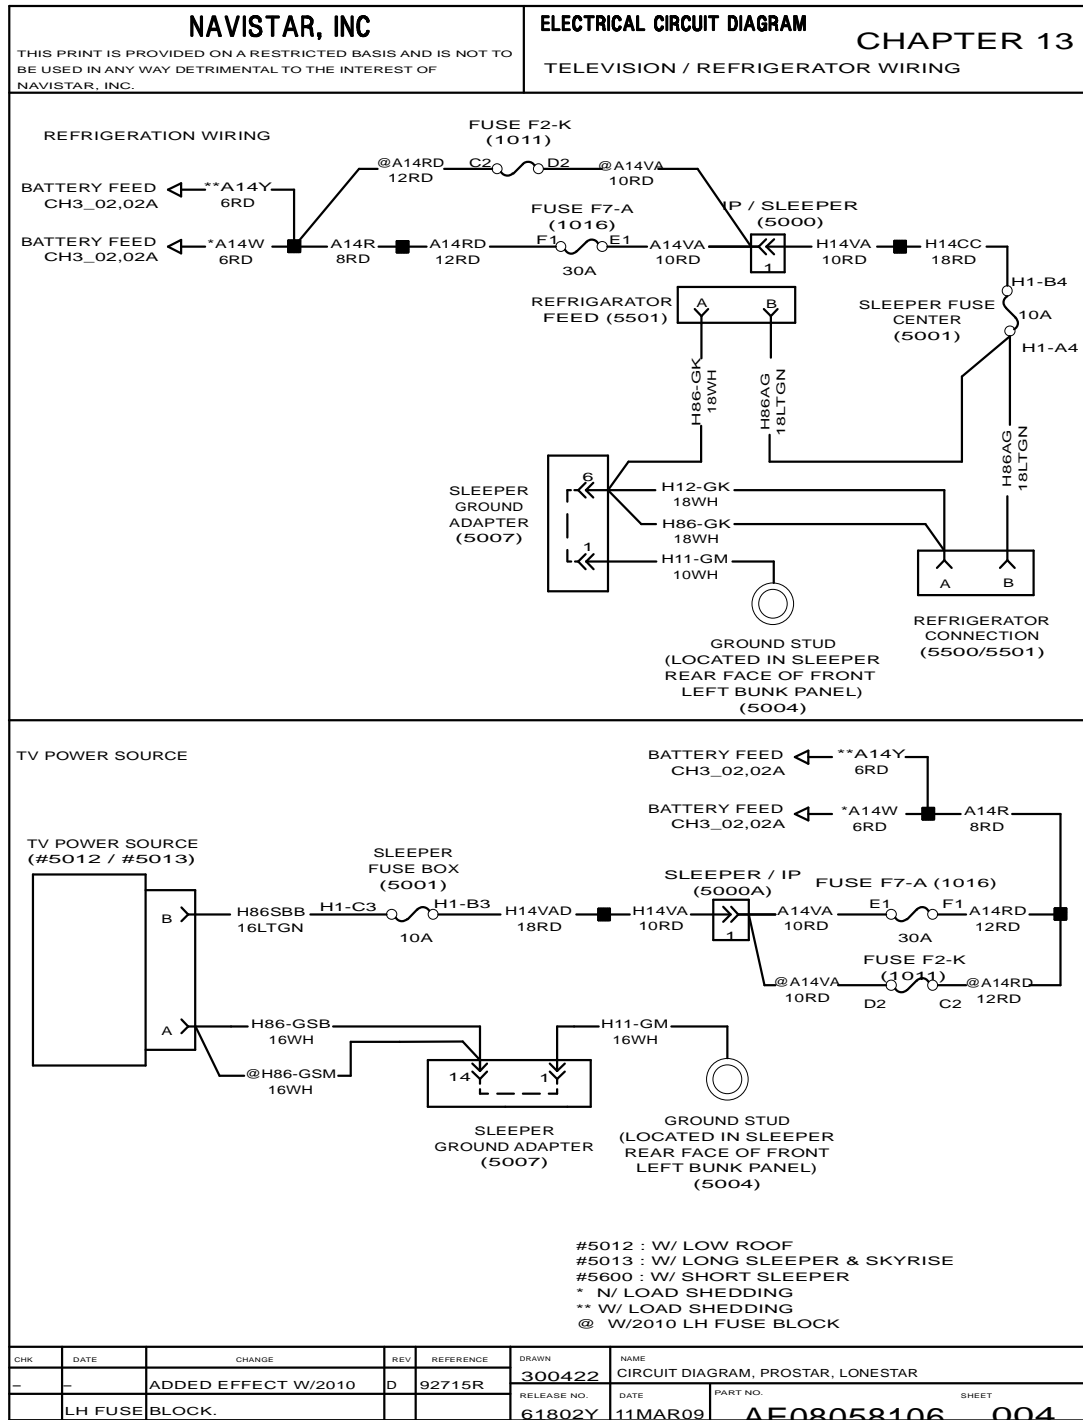 NAVISTAR, INC
THIS PRINT IS PROVIDED ON A RESTRICTED BASIS AND IS NOT TO
BE USED IN ANY WAY DETRIMENTAL TO THE INTEREST OF
NAVISTAR, INC.
ELECTRICAL CIRCUIT DIAGRAM
CHAPTER 13
TELEVISION / REFRIGERATOR WIRING
REFRIGERATION WIRING
FUSE F2-K
(1011)
@A14RD
12RD
C2
D2
@A14VA
10RD
BATTERY FEED
CH3_02,02A
**A14Y
6RD
BATTERY FEED
CH3_02,02A
*A14W
6RD
A14R
8RD
A14RD
12RD
FUSE F7-A
(1016)
F1
E1
30A
A14VA
10RD
IP / SLEEPER
(5000)
1
H14VA
10RD
H14CC
18RD
H1-B4
10A
H1-A4
SLEEPER FUSE
CENTER
(5001)
REFRIGARATOR
FEED (5501)
A
B
H86-GK
18WH
H86AG
18LTGN
H86AG
18LTGN
SLEEPER
GROUND
ADAPTER
(5007)
6
1
H12-GK
18WH
H86-GK
18WH
H11-GM
10WH
A
B
REFRIGERATOR
CONNECTION
(5500/5501)
GROUND STUD
(LOCATED IN SLEEPER
REAR FACE OF FRONT
LEFT BUNK PANEL)
(5004)
TV POWER SOURCE
BATTERY FEED
CH3_02,02A
**A14Y
6RD
BATTERY FEED
CH3_02,02A
*A14W
6RD
A14R
8RD
TV POWER SOURCE
(#5012 / #5013)
B
A
H86SBB
16LTGN
SLEEPER
FUSE BOX
(5001)
H1-C3
H1-B3
10A
H14VAD
18RD
H14VA
10RD
SLEEPER / IP
(5000A)
1
A14VA
10RD
FUSE F7-A (1016)
E1
F1
30A
A14RD
12RD
FUSE F2-K
(1011)
@A14VA
10RD
D2
C2
@A14RD
12RD
H86-GSB
16WH
@H86-GSM
16WH
14
1
H11-GM
16WH
SLEEPER
GROUND ADAPTER
(5007)
GROUND STUD
(LOCATED IN SLEEPER
REAR FACE OF FRONT
LEFT BUNK PANEL)
(5004)
#5012 : W/ LOW ROOF
#5013 : W/ LONG SLEEPER & SKYRISE
#5600 : W/ SHORT SLEEPER
* N/ LOAD SHEDDING
** W/ LOAD SHEDDING
@ W/2010 LH FUSE BLOCK
CHK DATE CHANGE REV REFERENCE
– – ADDED EFFECT W/2010 D 92715R
LH FUSE BLOCK.
DRAWN
300422
NAME
CIRCUIT DIAGRAM, PROSTAR, LONESTAR
RELEASE NO.
61802Y
DATE
11MAR09
PART NO.
AE08058106
SHEET
004